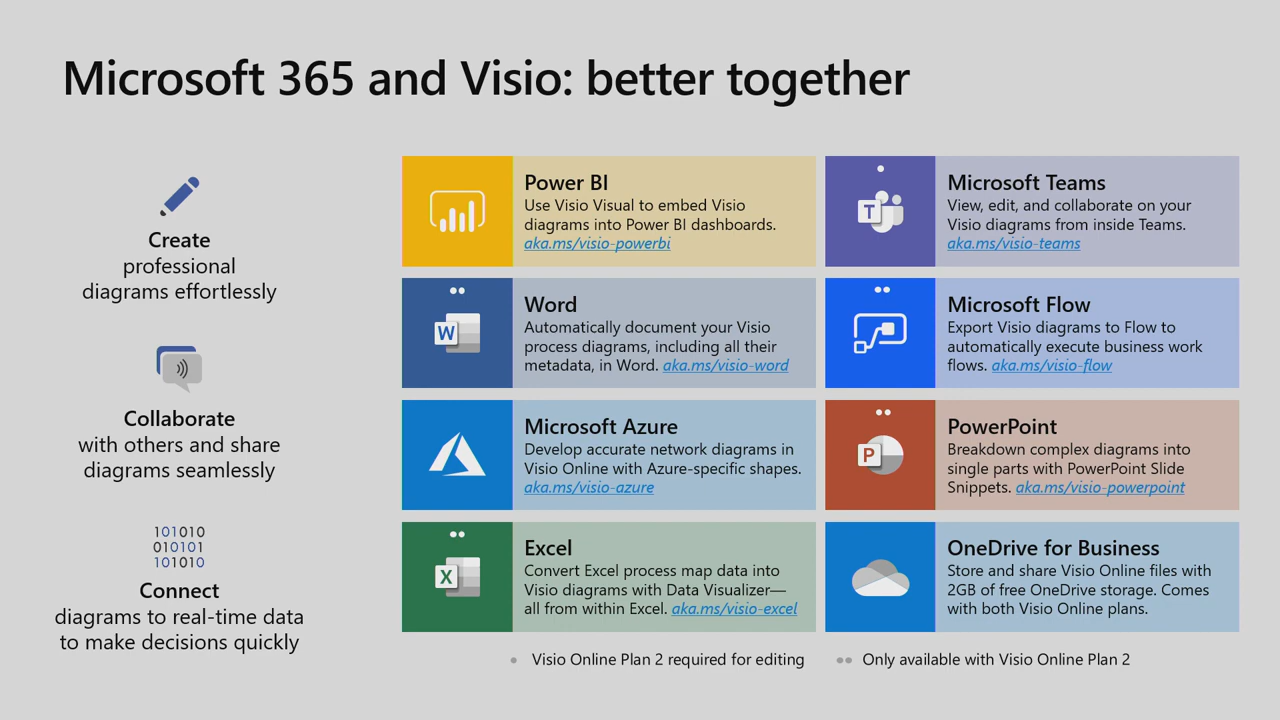 Microsoft 365 and Visio: better together
Create
professional
diagrams effortlessly
Collaborate
with others and share
diagrams seamlessly
101010
010101
101010
Connect
diagrams to real-time data
to make decisions quickly
Power BI
Use Visio Visual to embed Visio
diagrams into Power BI dashboards.
aka.ms/visio-powerbi
T
Microsoft Teams
View, edit, and collaborate on your
Visio diagrams from inside Teams.
aka.ms/visio-teams
W
Word
Automatically document your Visio
process diagrams, including all their
metadata, in Word. aka.ms/visio-word
Microsoft Flow
Export Visio diagrams to Flow to
automatically execute business work
flows. aka.ms/visio-flow
Microsoft Azure
Develop accurate network diagrams in
Visio Online with Azure-specific shapes.
aka.ms/visio-azure
P
PowerPoint
Breakdown complex diagrams into
single parts with PowerPoint Slide
Snippets. aka.ms/visio-powerpoint
X
Excel
Convert Excel process map data into
Visio diagrams with Data Visualizer—
all from within Excel. aka.ms/visio-excel
OneDrive for Business
Store and share Visio Online files with
2GB of free OneDrive storage. Comes
with both Visio Online plans.
• Visio Online Plan 2 required for editing
•• Only available with Visio Online Plan 2